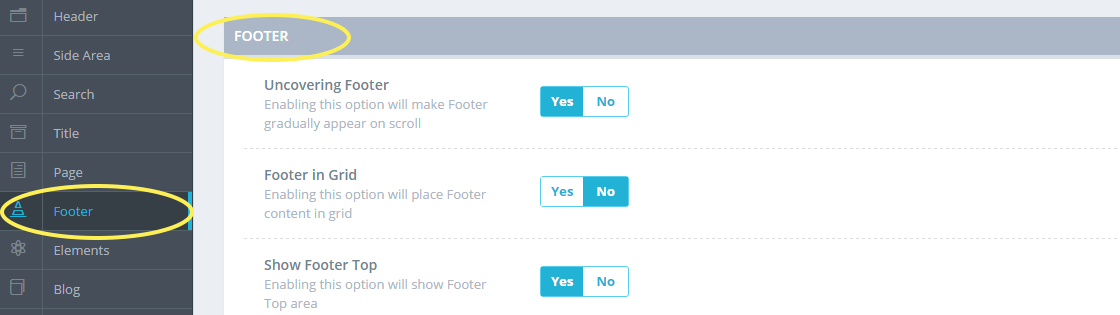 Header
Side Area
Search
Title
Page
Footer
Elements
Blog
FOOTER
Uncovering Footer
Enabling this option will make Footer
gradually appear on scroll
Yes No
Footer in Grid
Enabling this option will place Footer
content in grid
Yes No
Show Footer Top
Enabling this option will show Footer
Top area
Yes No